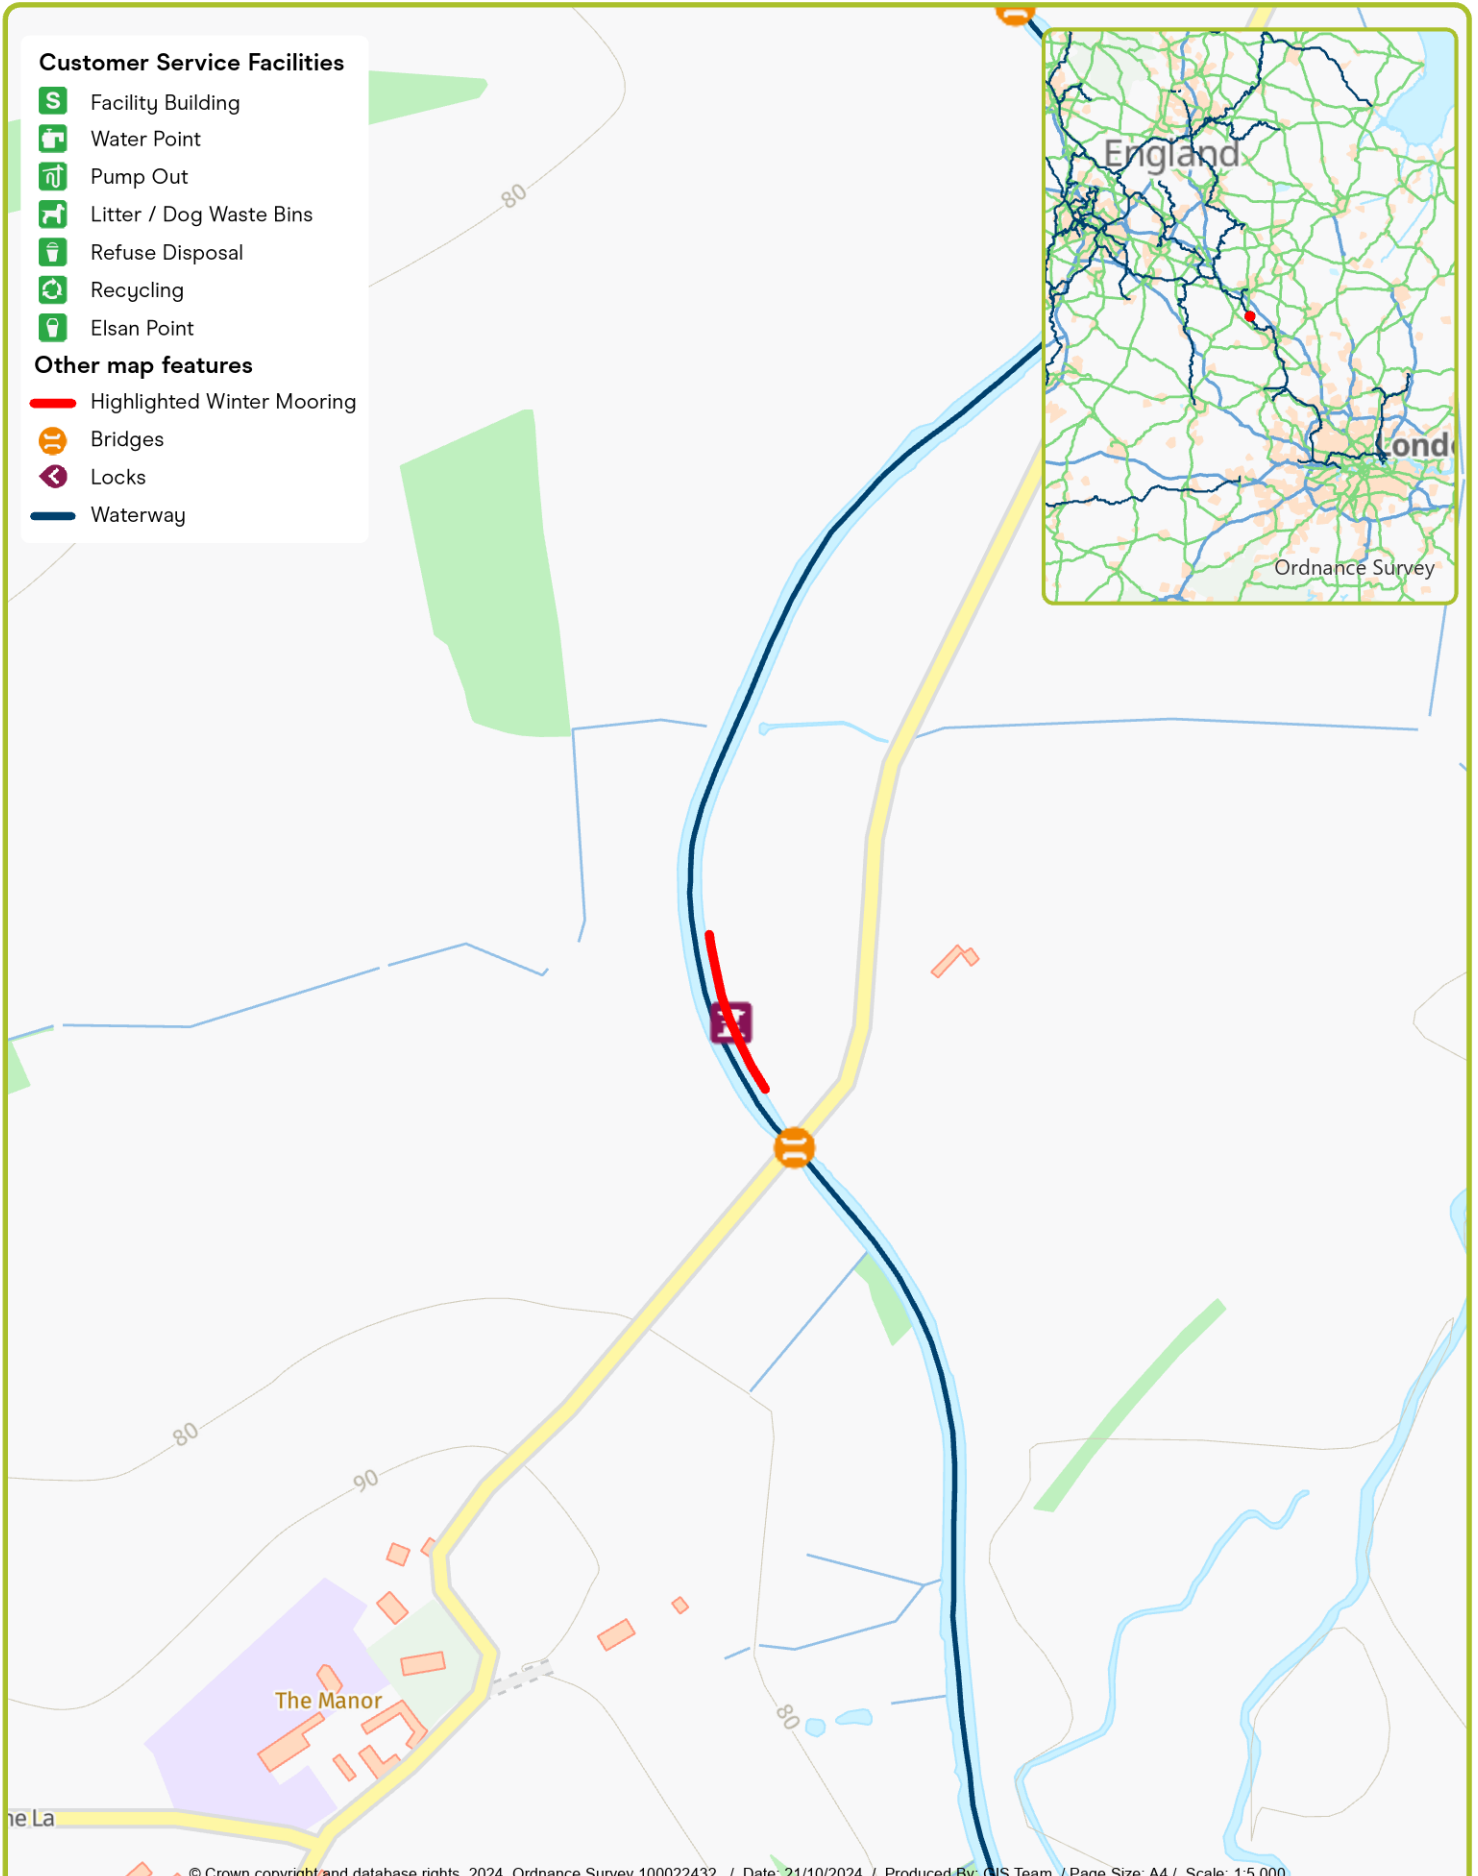 Customer Service Facilities
S
Facility Building
Water Point
Pump Out
Litter / Dog Waste Bins
Refuse Disposal
Recycling
Elsan Point
Other map features
Highlighted Winter Mooring
Bridges
Locks
Waterway
England
Lond
Ordnance Survey
80
80
90
The Manor
80
ne La
© Crown copyright and database rights, 2024, Ordnance Survey 100022432. / Date: 21/10/2024 / Produced By: GIS Team / Page Size: A4 / Scale: 1:5,000